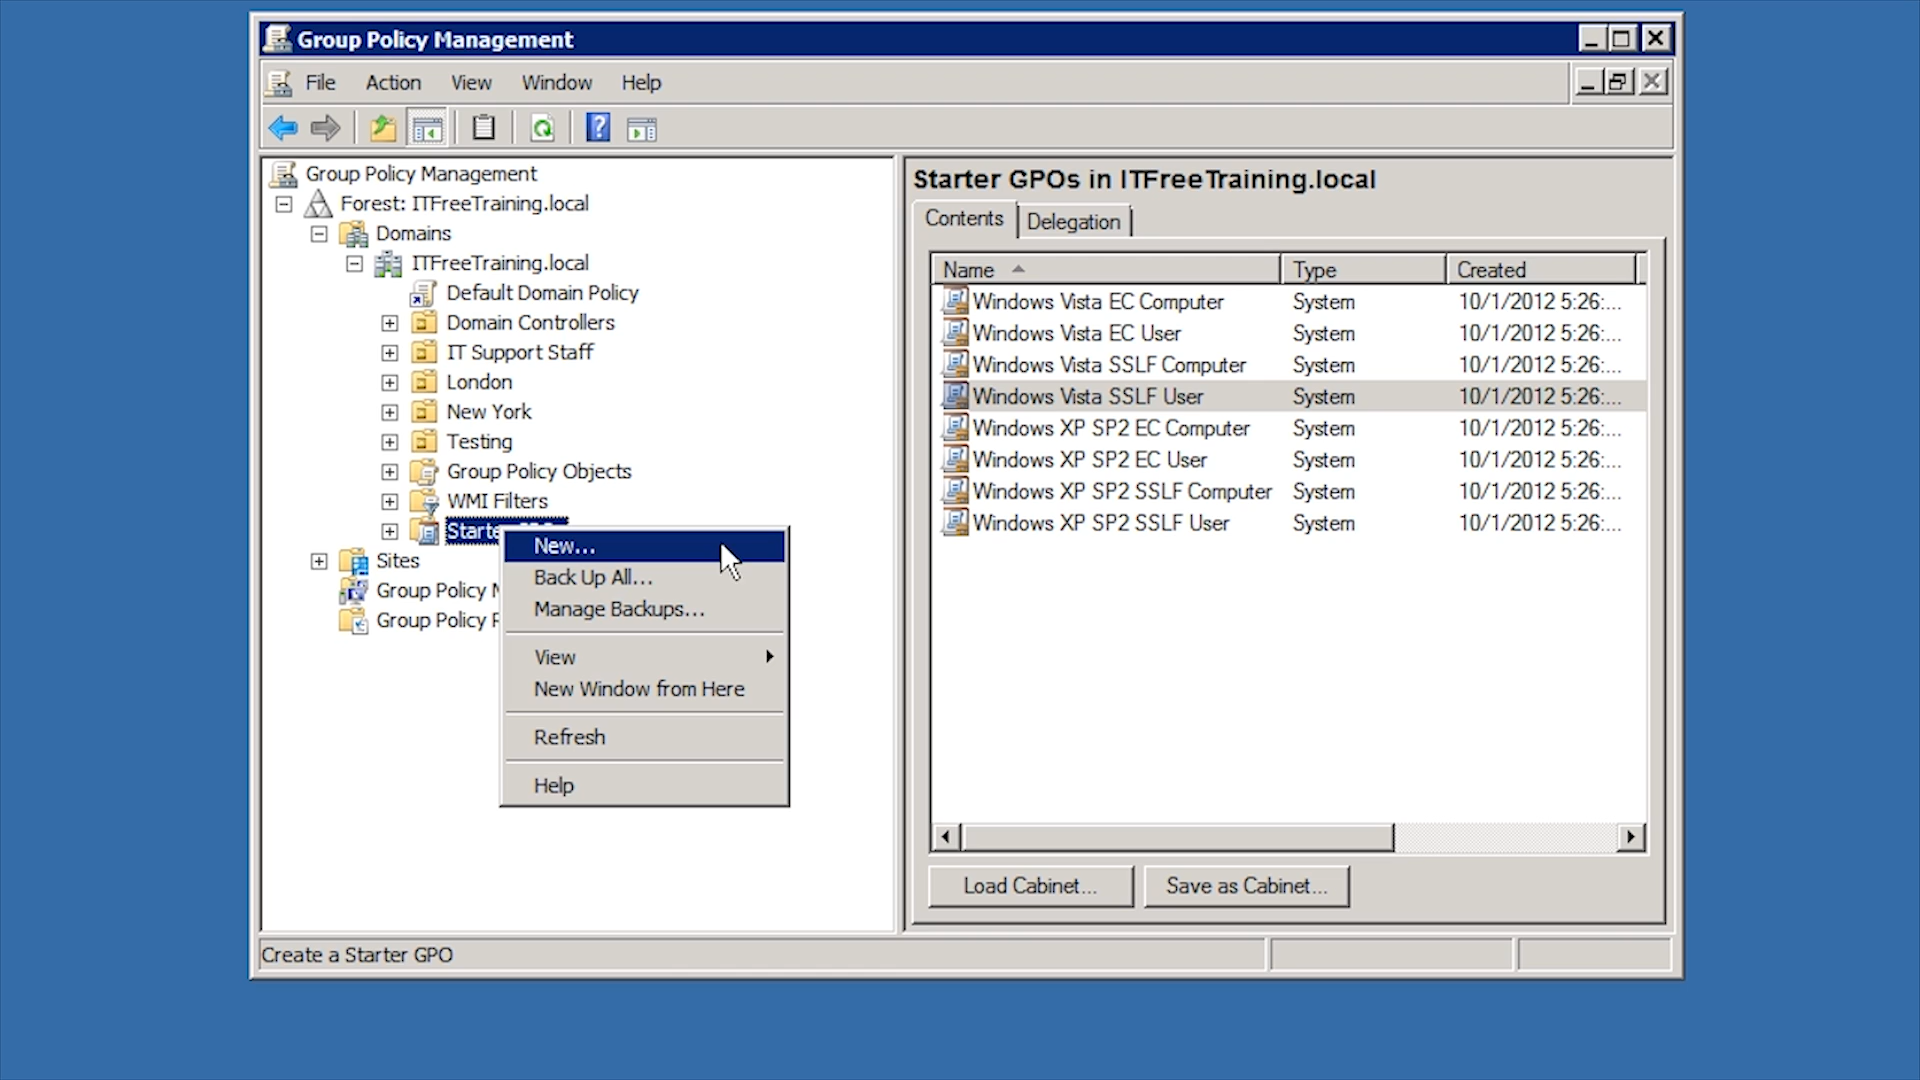 Group Policy Management
File Action View Window Help
Group Policy Management
Forest: ITFreeTraining.local
Domains
ITFreeTraining.local
Default Domain Policy
Domain Controllers
IT Support Staff
London
New York
Testing
Group Policy Objects
WMI Filters
Sites
Group Policy
Group Policy
New...
Back Up All...
Manage Backups...
View
New Window from Here
Refresh
Help
Starter GPOs in ITFreeTraining.local
Contents Delegation
Name Type Created
Windows Vista EC Computer System 10/1/2012 5:26:...
Windows Vista EC User System 10/1/2012 5:26:...
Windows Vista SSLF Computer System 10/1/2012 5:26:...
Windows Vista SSLF User System 10/1/2012 5:26:...
Windows XP SP2 EC Computer System 10/1/2012 5:26:...
Windows XP SP2 EC User System 10/1/2012 5:26:...
Windows XP SP2 SSLF Computer System 10/1/2012 5:26:...
Windows XP SP2 SSLF User System 10/1/2012 5:26:...
Load Cabinet... Save as Cabinet...
Create a Starter GPO